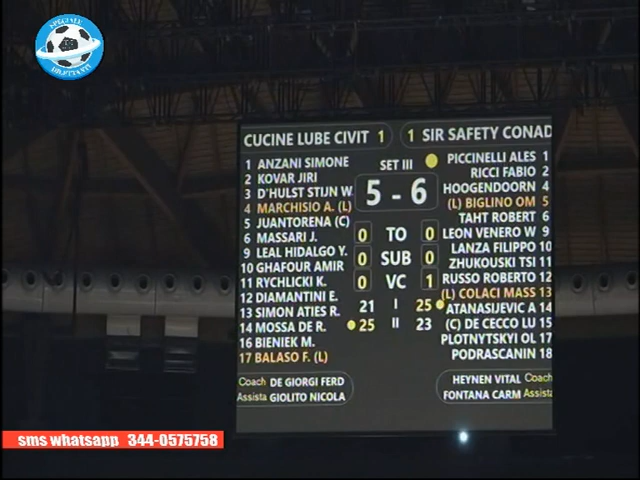 SPECIALE
DILETTANTI
CUCINE LUBE CIVIT 1 1 SIR SAFETY CONAD
SET III
5 - 6
0 TO 0
0 SUB 0
0 VC 1
21 I 25
25 II 23
1 ANZANI SIMONE
2 KOVAR JIRI
3 D'HULST STIJN W.
4 MARCHISIO A. (L)
5 JUANTORENA (C)
6 MASSARI J.
9 LEAL HIDALGO Y.
10 GHAFOUR AMIR
11 RYCHLICKI K.
12 DIAMANTINI E.
13 SIMON ATIES R.
14 MOSSA DE R.
16 BIENIEK M.
17 BALASO F. (L)
PICCINELLI ALES 1
RICCI FABIO 2
HOOGENDOORN 4
(L) BIGLINO OM 5
TAHT ROBERT 6
LEON VENERO W 9
LANZA FILIPPO 10
ZHUKOUSKI TSI 11
RUSSO ROBERTO 12
(L) COLACI MASS 13
ATANASIJEVIC A 14
(C) DE CECCO LU 15
PLOTNYTSKYI OL 17
PODRASCANIN 18
Coach DE GIORGI FERD
Assista GIOLITO NICOLA
HEYNEN VITAL Coach
FONTANA CARM Assista
sms whatsapp 344-0575758